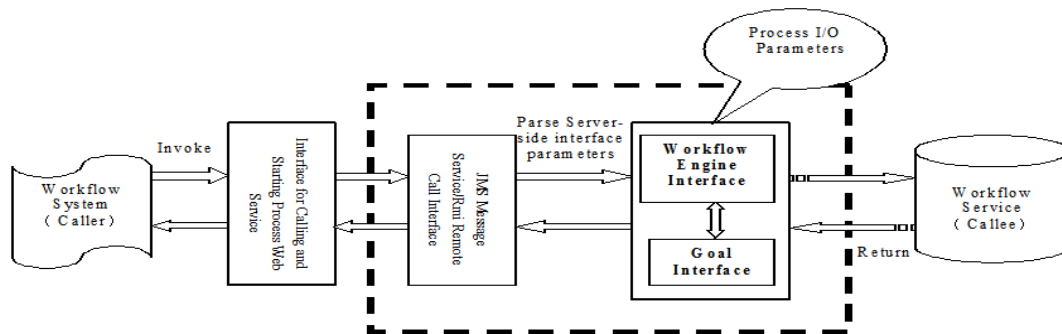 Process I/O
Parameters
Invoke
Parse Server-
side interface
parameters
Workflow
System
( Caller )
Interface for Calling and
Starting Process Web
Service
JMS Message
Service/Rmi Remote
Call Interface
Workflow
Engine
Interface
Goal
Interface
Workflow
Service
( Callee )
Return